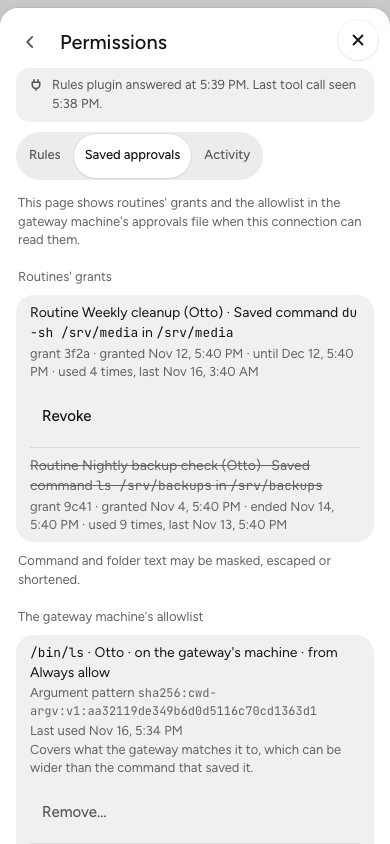 Permissions
Rules plugin answered at 5:39 PM. Last tool call seen
5:38 PM.
Rules
Saved approvals
Activity
This page shows routines' grants and the allowlist in the
gateway machine's approvals file when this connection can
read them.
Routines' grants
Routine Weekly cleanup (Otto) · Saved command du
-sh /srv/media in /srv/media
grant 3f2a · granted Nov 12, 5:40 PM · until Dec 12, 5:40
PM · used 4 times, last Nov 16, 3:40 AM
Revoke
Routine Nightly backup check (Otto) · Saved
command ls /srv/backups in /srv/backups
grant 9c41 · granted Nov 4, 5:40 PM · ended Nov 14,
5:40 PM · used 9 times, last Nov 13, 5:40 PM
Command and folder text may be masked, escaped or
shortened.
The gateway machine's allowlist
/bin/ls · Otto · on the gateway's machine · from
Always allow
Argument pattern sha256:cwd-
argv:v1:aa32119de349b6d0d5116c70cd1363d1
Last used Nov 16, 5:34 PM
Covers what the gateway matches it to, which can be
wider than the command that saved it.
Remove...